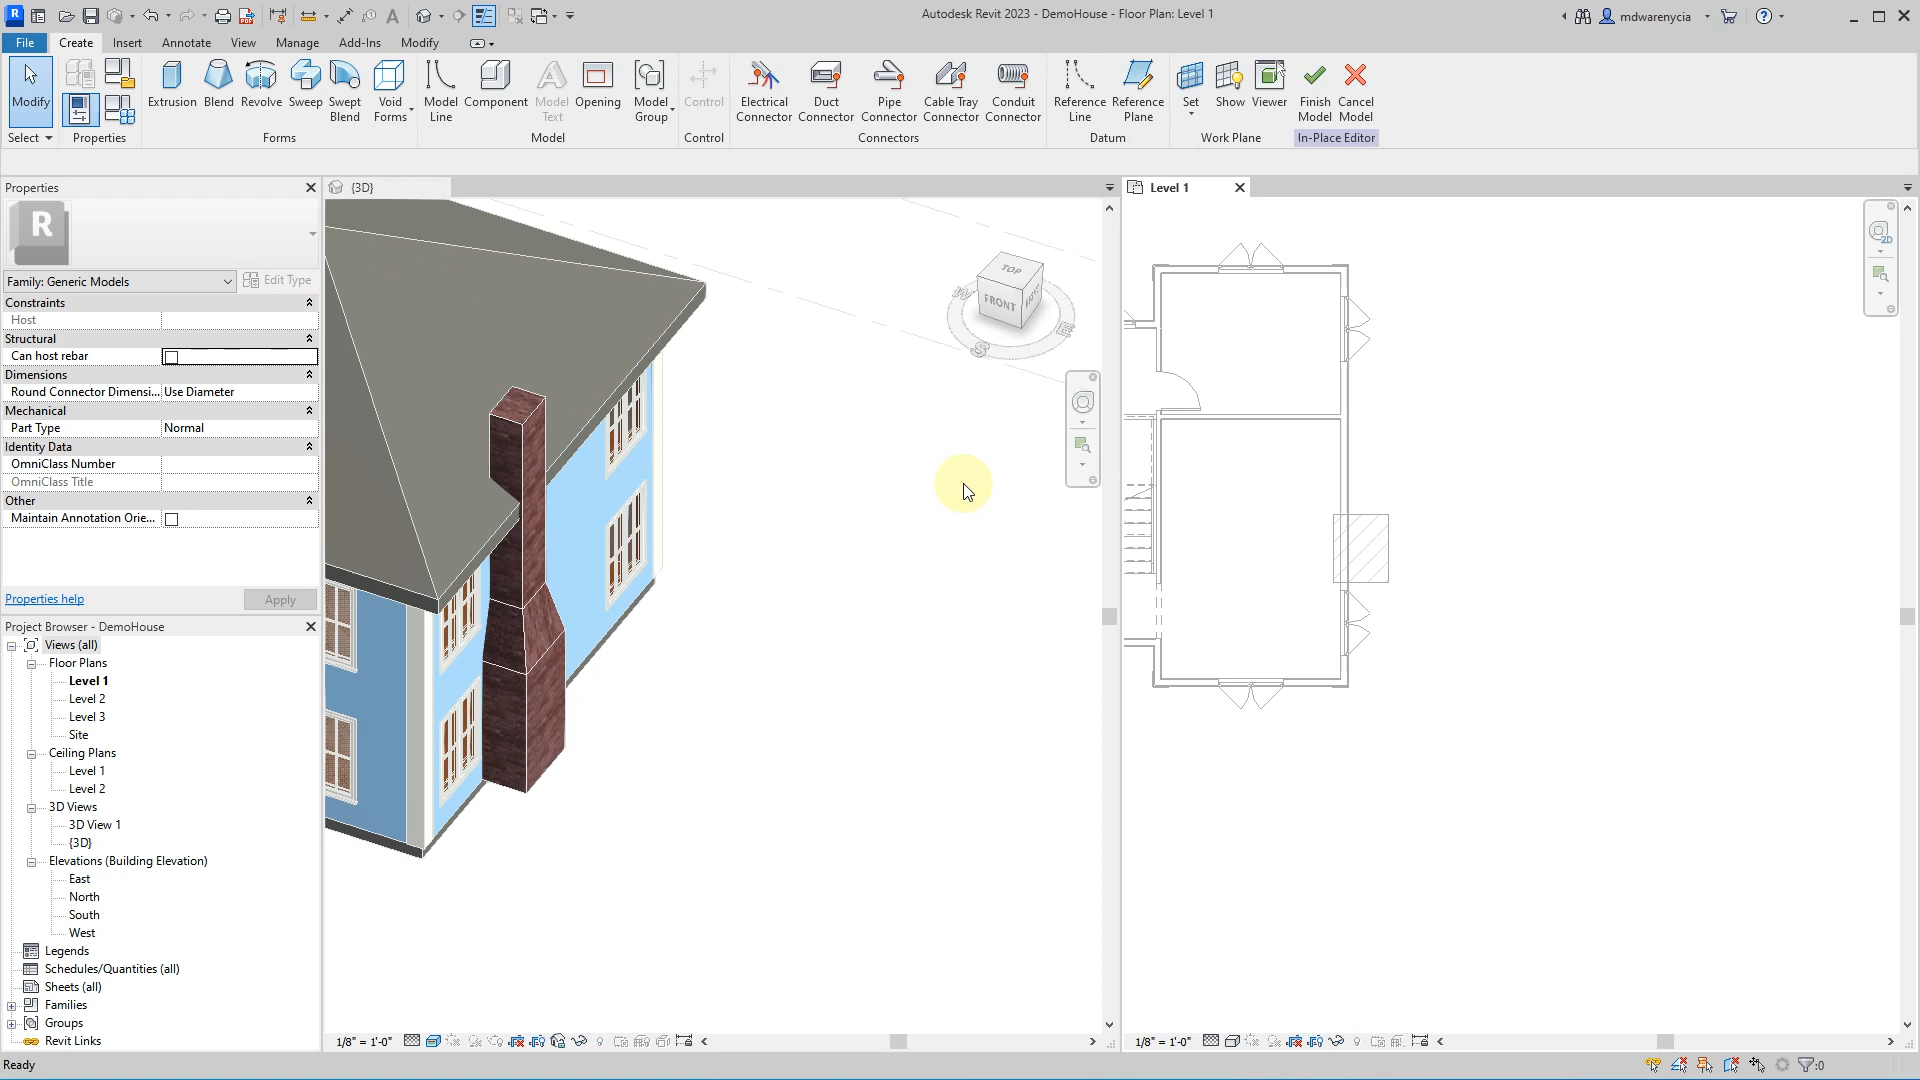 Autodesk Revit 2023 - DemoHouse - Floor Plan: Level 1
mdwarenycia
File Create Insert Annotate Analyze View Manage Add-Ins Modify
Modify
Extrusion Blend Revolve Sweep Swept Blend Void Forms
Model Line Component Model Text Opening Model Group
Control
Electrical Connector Duct Connector Pipe Connector Cable Tray Connector Conduit Connector
Reference Line Reference Plane
Set Show Viewer
Finish Model Cancel Model
Select Properties Forms Model Control Connectors Datum Work Plane In-Place Editor
Properties
{3D}
Level 1
R
Family: Generic Models
Edit Type
Constraints
Host
Structural
Can host rebar
Dimensions
Round Connector Dimensi... Use Diameter
Mechanical
Part Type Normal
Identity Data
OmniClass Number
OmniClass Title
Other
Maintain Annotation Orie...
Properties help
Apply
TOP
FRONT
W
S
E
2D
Project Browser - DemoHouse
Views (all)
Floor Plans
Level 1
Level 2
Level 3
Site
Ceiling Plans
Level 1
Level 2
3D Views
3D View 1
{3D}
Elevations (Building Elevation)
East
North
South
West
Legends
Schedules/Quantities (all)
Sheets (all)
Families
Groups
Revit Links
1/8" = 1'-0"
1/8" = 1'-0"
Ready
:0